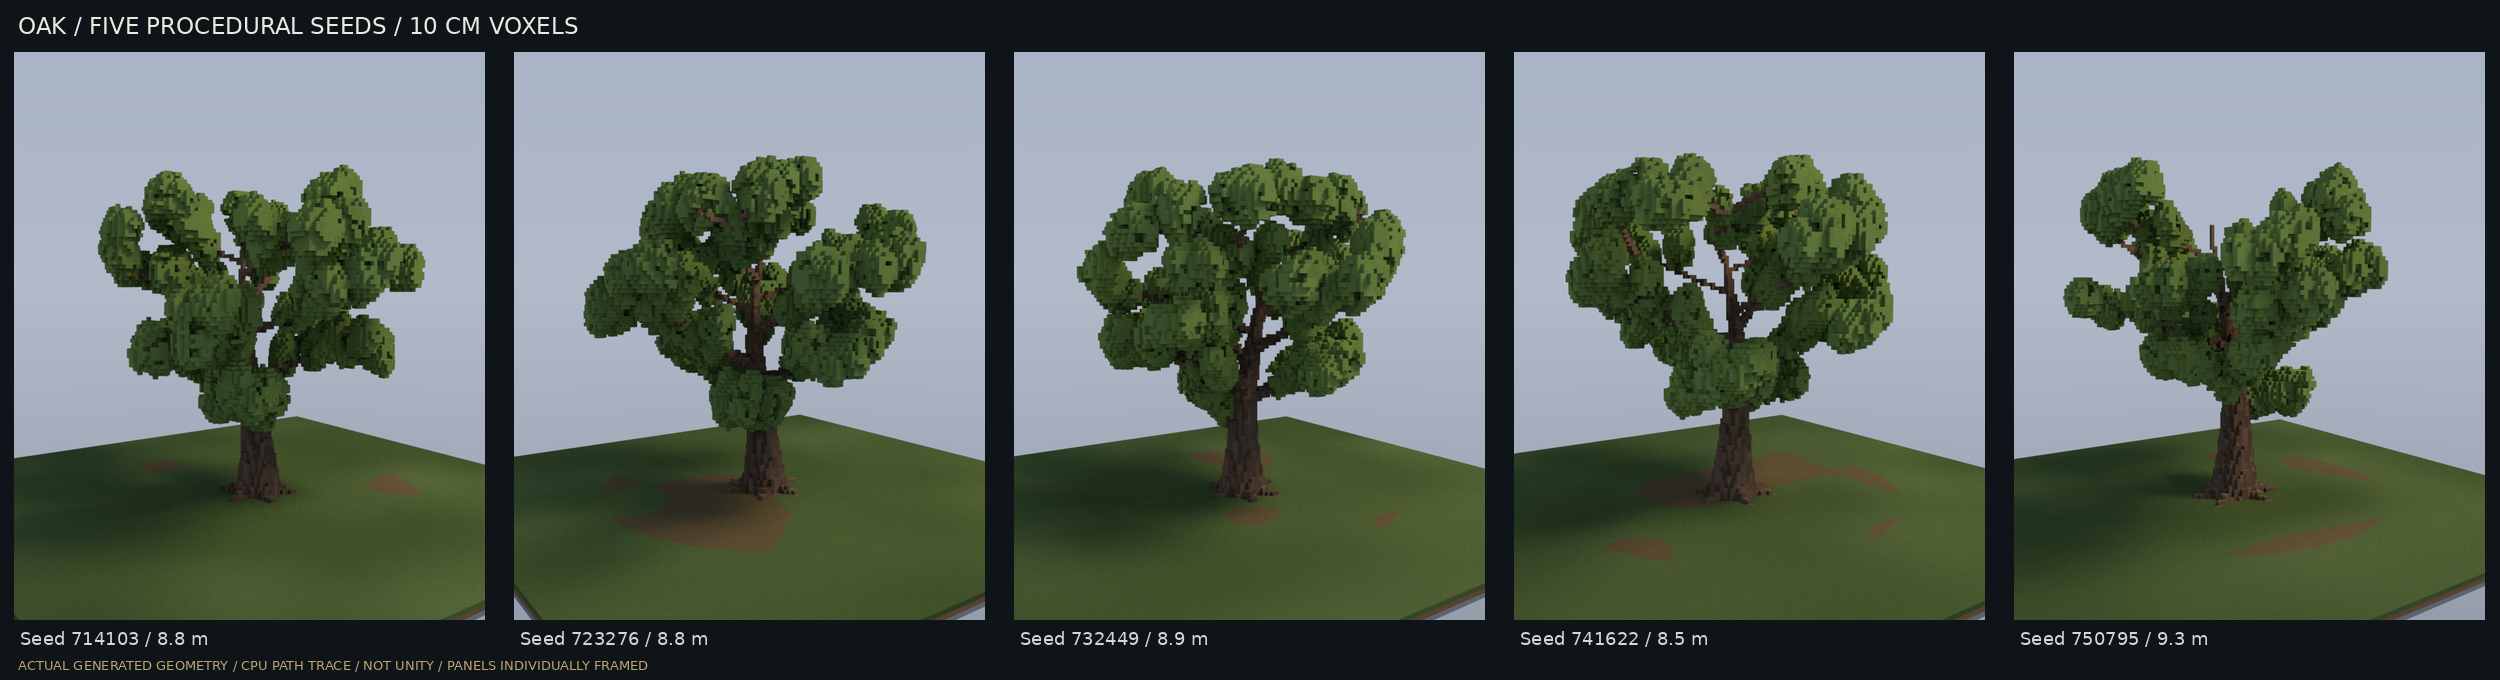 OAK / FIVE PROCEDURAL SEEDS / 10 CM VOXELS
Seed 714103 / 8.8 m
Seed 723276 / 8.8 m
Seed 732449 / 8.9 m
Seed 741622 / 8.5 m
Seed 750795 / 9.3 m
ACTUAL GENERATED GEOMETRY / CPU PATH TRACE / NOT UNITY / PANELS INDIVIDUALLY FRAMED